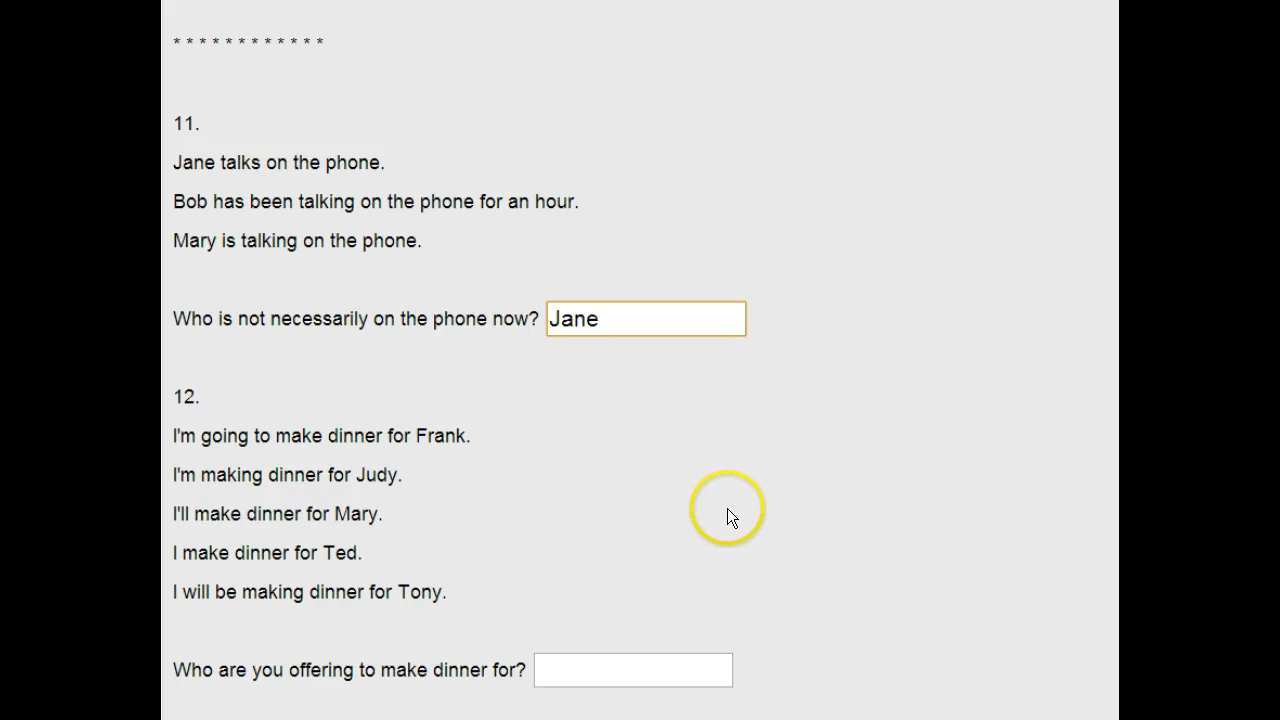 * * * * * * * * * * * *
11.
Jane talks on the phone.
Bob has been talking on the phone for an hour.
Mary is talking on the phone.
Who is not necessarily on the phone now? Jane
12.
I'm going to make dinner for Frank.
I'm making dinner for Judy.
I'll make dinner for Mary.
I make dinner for Ted.
I will be making dinner for Tony.
Who are you offering to make dinner for?